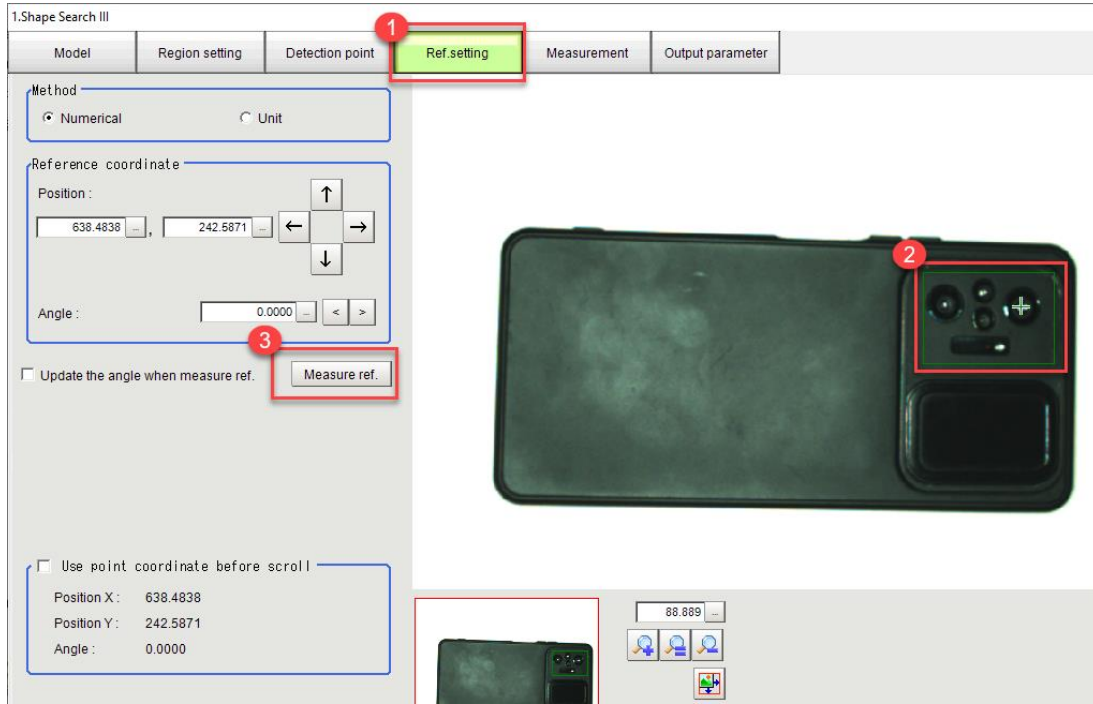 1.Shape Search III
1
Model Region setting Detection point Ref.setting Measurement Output parameter
Method
Numerical Unit
Reference coordinate
Position :
638.4838 ... , 242.5871 ...
Angle : 0.0000 ... < >
2
3
Update the angle when measure ref. Measure ref.
Use point coordinate before scroll
Position X : 638.4838
Position Y : 242.5871
Angle : 0.0000
88.889 ...